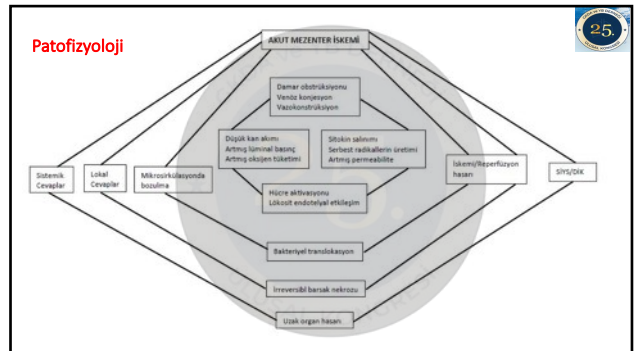 Patofizyoloji
25.
AKUT MEZENTER İSKEMİ
Damar obstrüksiyonu
Venöz konjesyon
Vazokonstrüksiyon
Düşük kan akımı
Artmış lüminal basınç
Artmış oksijen tüketimi
Sitokin salınımı
Serbest radikallerin üretimi
Artmış permeabilite
Sistemik
Cevaplar
Lokal
Cevaplar
Mikrosirkülasyonda
bozulma
İskemi/Reperfüzyon
hasarı
SİYS/DİK
Hücre aktivasyonu
Lökosit endotelyal etkileşim
Bakteriyel translokasyon
İrreversibl barsak nekrozu
Uzak organ hasarı